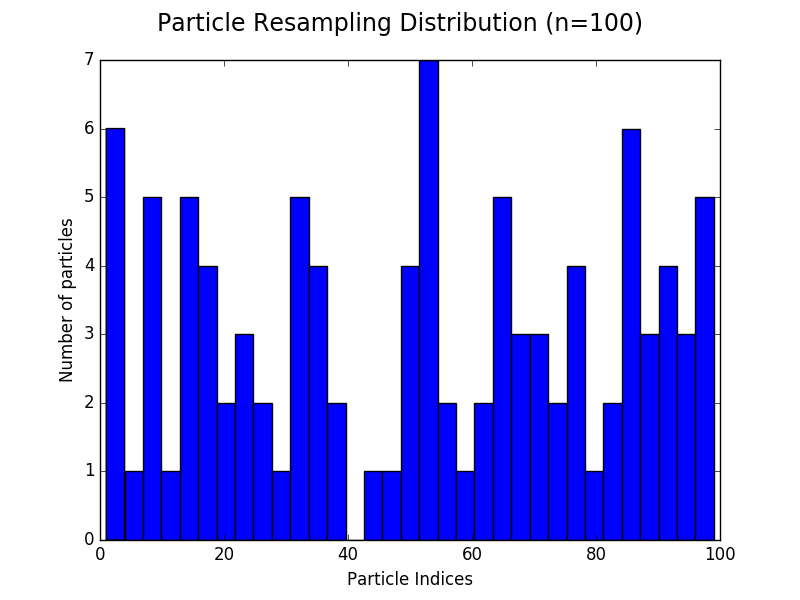 Particle Resampling Distribution (n=100)
7
6
5
4
3
2
1
0
Number of particles
0 20 40 60 80 100
Particle Indices